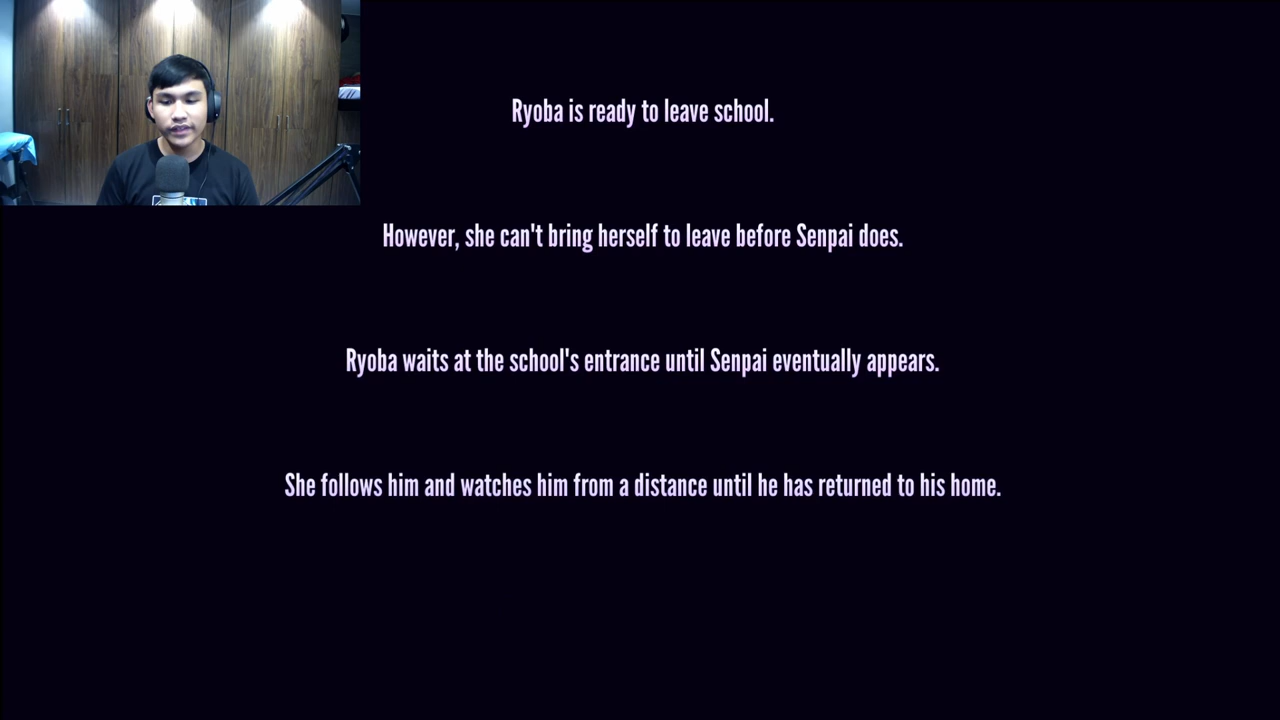 Ryoba is ready to leave school.
However, she can't bring herself to leave before Senpai does.
Ryoba waits at the school's entrance until Senpai eventually appears.
She follows him and watches him from a distance until he has returned to his home.